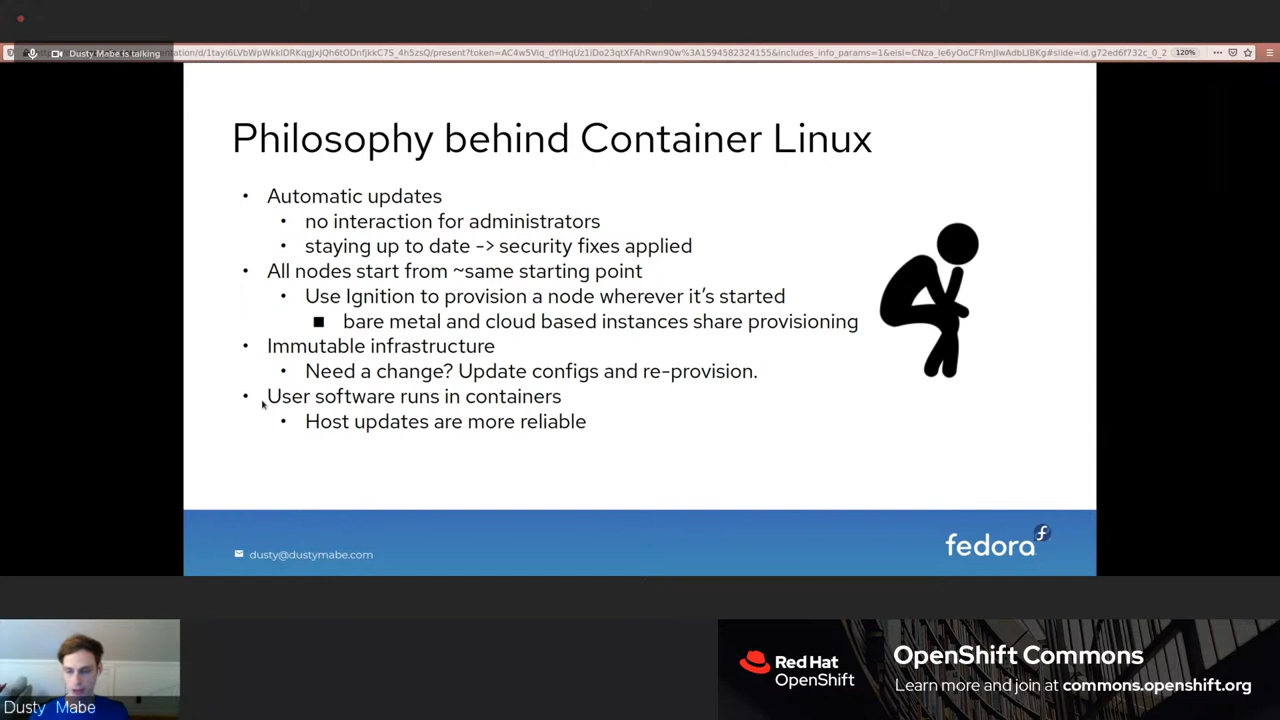 Dusty Mabe is talking
120%
Philosophy behind Container Linux
• Automatic updates
• no interaction for administrators
• staying up to date -> security fixes applied
• All nodes start from ~same starting point
• Use Ignition to provision a node wherever it's started
■ bare metal and cloud based instances share provisioning
• Immutable infrastructure
• Need a change? Update configs and re-provision.
• User software runs in containers
• Host updates are more reliable
dusty@dustymabe.com
fedora
Dusty Mabe
Red Hat
OpenShift
OpenShift Commons
Learn more and join at commons.openshift.org